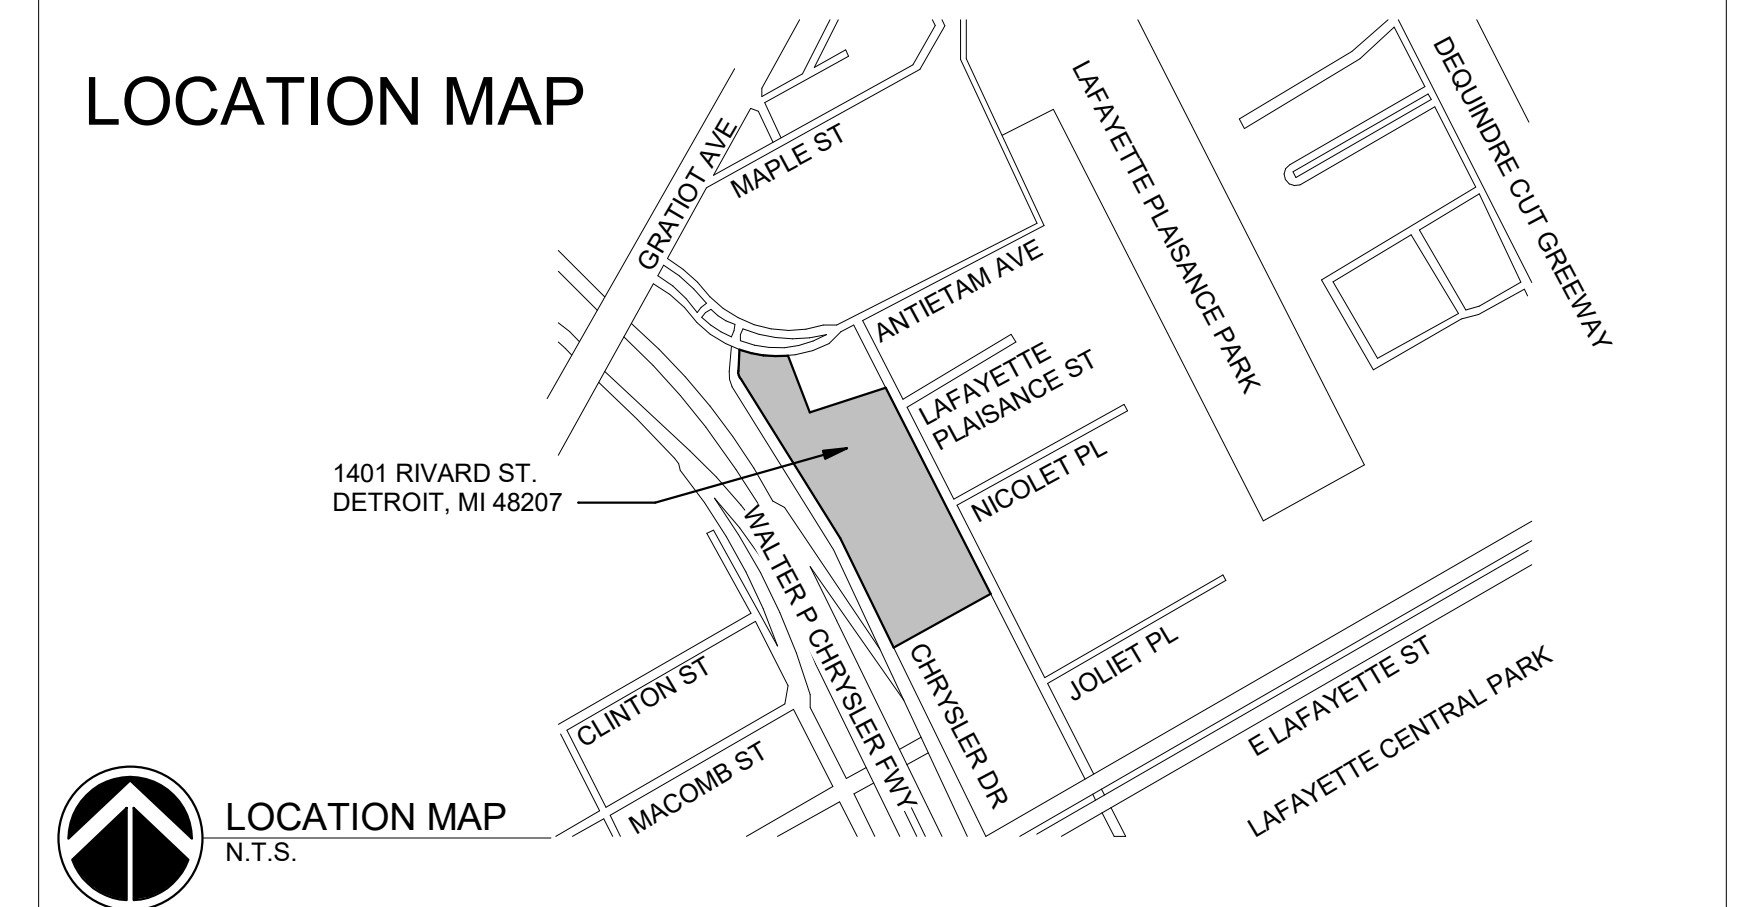 LOCATION MAP
GRATIOT AVE
MAPLE ST
LAFAYETTE PLAISANCE PARK
DEQUINDRE CUT GREEWAY
ANTIETAM AVE
LAFAYETTE
PLAISANCE ST
NICOLET PL
1401 RIVARD ST.
DETROIT, MI 48207
WALTER P CHRYSLER FWY
CHRYSLER DR
JOLIET PL
E LAFAYETTE ST
LAFAYETTE CENTRAL PARK
CLINTON ST
MACOMB ST
LOCATION MAP
N.T.S.